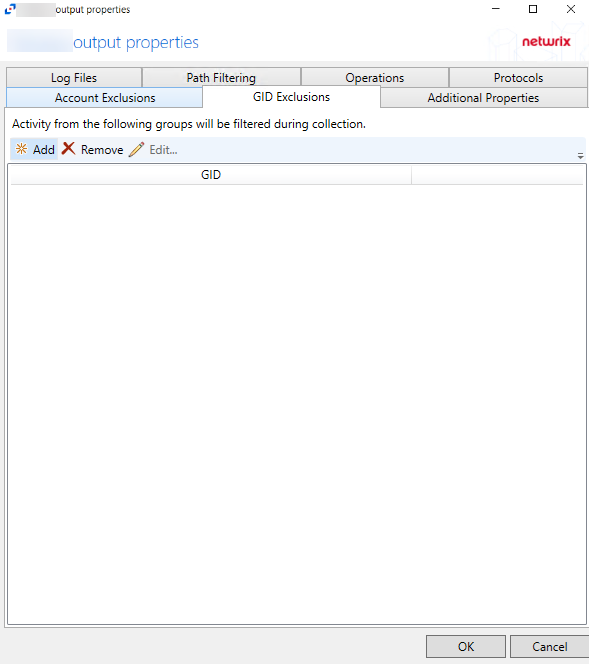 output properties
output properties
netwrix
Log Files Path Filtering Operations Protocols
Account Exclusions GID Exclusions Additional Properties
Activity from the following groups will be filtered during collection.
Add Remove Edit...
GID
OK Cancel